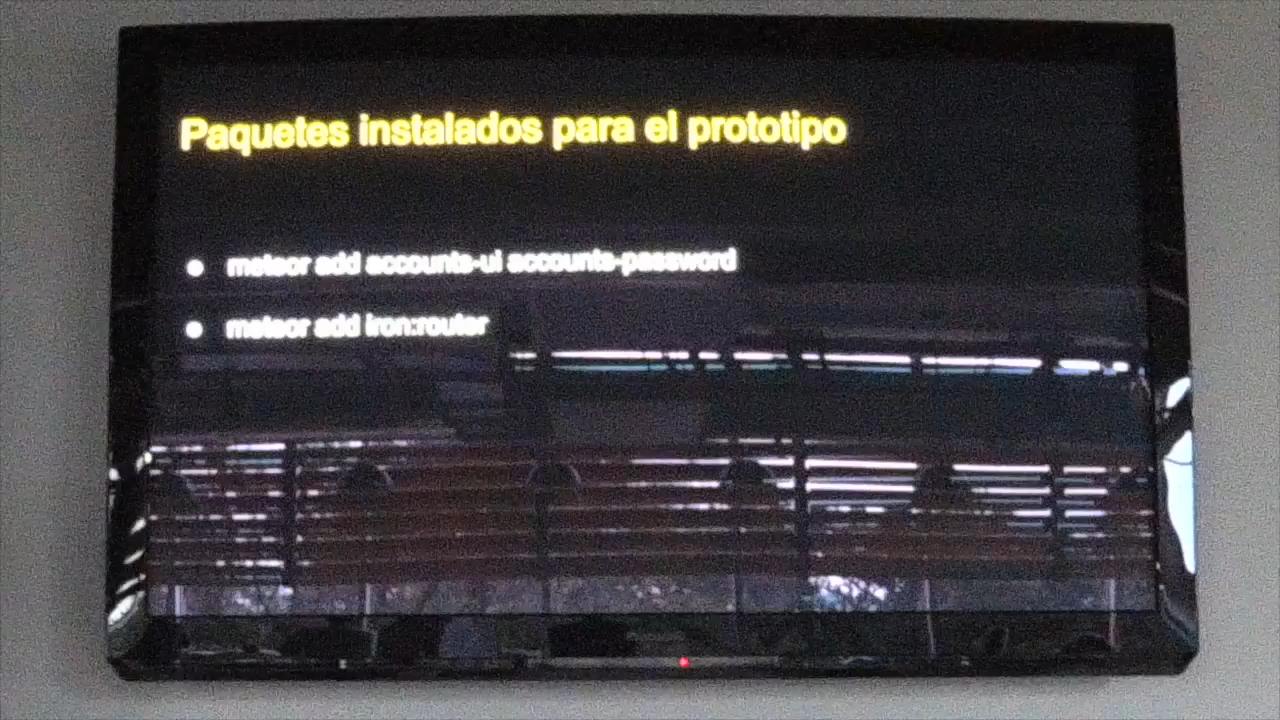 Paquetes instalados para el prototipo
● meteor add accounts-ui accounts-password
● meteor add iron:router